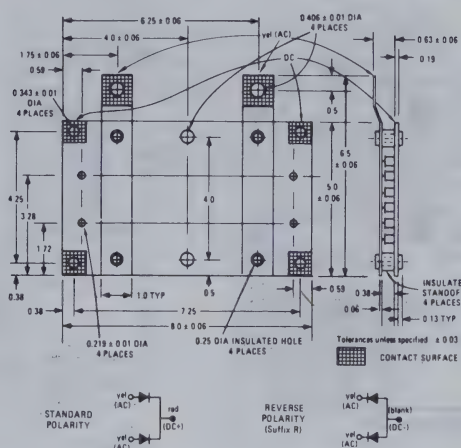 6.25 ± 0.06
0.406 ± 0.01 DIA
4 PLACES
4.0 ± 0.06
yel (AC)
0.63 ± 0.06
1.75 ± 0.06
0.19
0.59
DC
0.343 ± 0.01
DIA
4 PLACES
0.5
6.5
± 0.06
5.0
± 0.06
4.25
3.28
4.0
1.72
INSULATE
STANDOFF
4 PLACES
0.38
0.38
1.0 TYP
0.5
0.59
0.38
0.06
0.13 TYP
7.25
8.0 ± 0.06
0.219 ± 0.01 DIA
4 PLACES
0.25 DIA INSULATED HOLE
4 PLACES
Tolerances unless specified ± 0.03
CONTACT SURFACE
STANDARD
POLARITY
yel
(AC)
red
(DC+)
yel
(AC)
REVERSE
POLARITY
(Suffix R)
yel
(AC)
(blank)
(DC-)
yel
(AC)